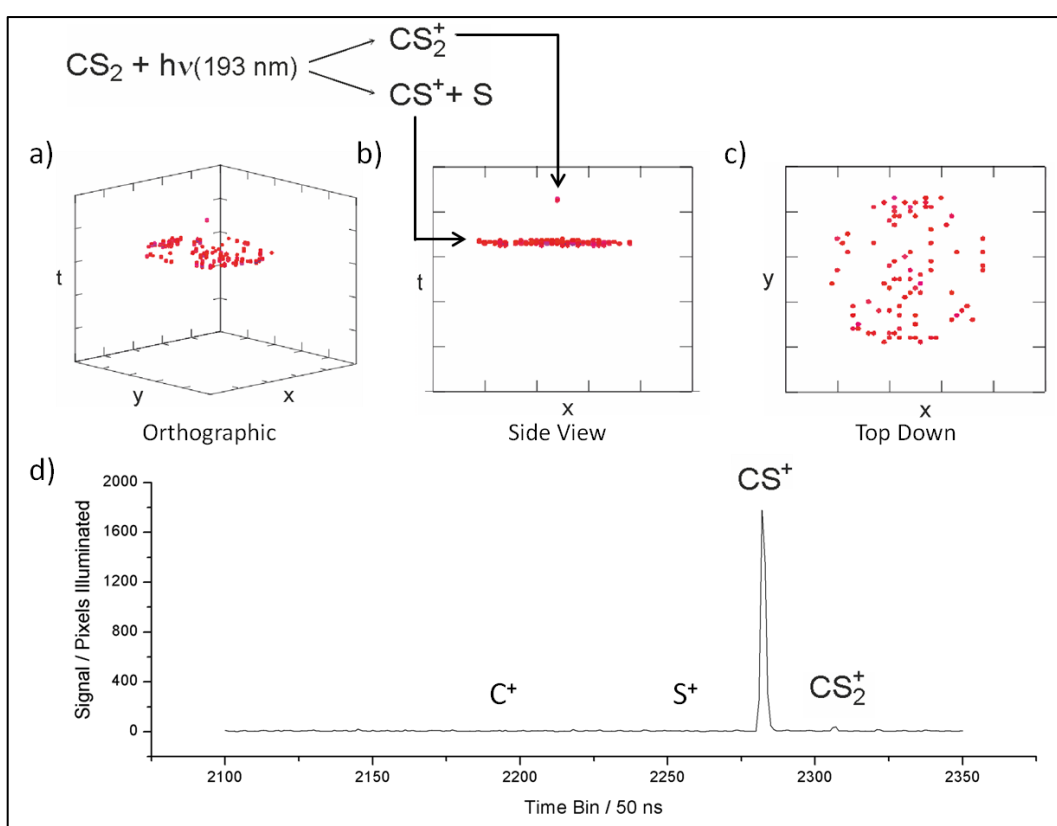 CS₂ + hν(193 nm)
CS₂⁺
CS⁺ + S
a)
b)
c)
t
y
x
Orthographic
t
x
Side View
y
x
Top Down
d)
CS⁺
2000
1600
1200
800
400
0
Signal / Pixels Illuminated
C⁺
S⁺
CS₂⁺
2100
2150
2200
2250
2300
2350
Time Bin / 50 ns